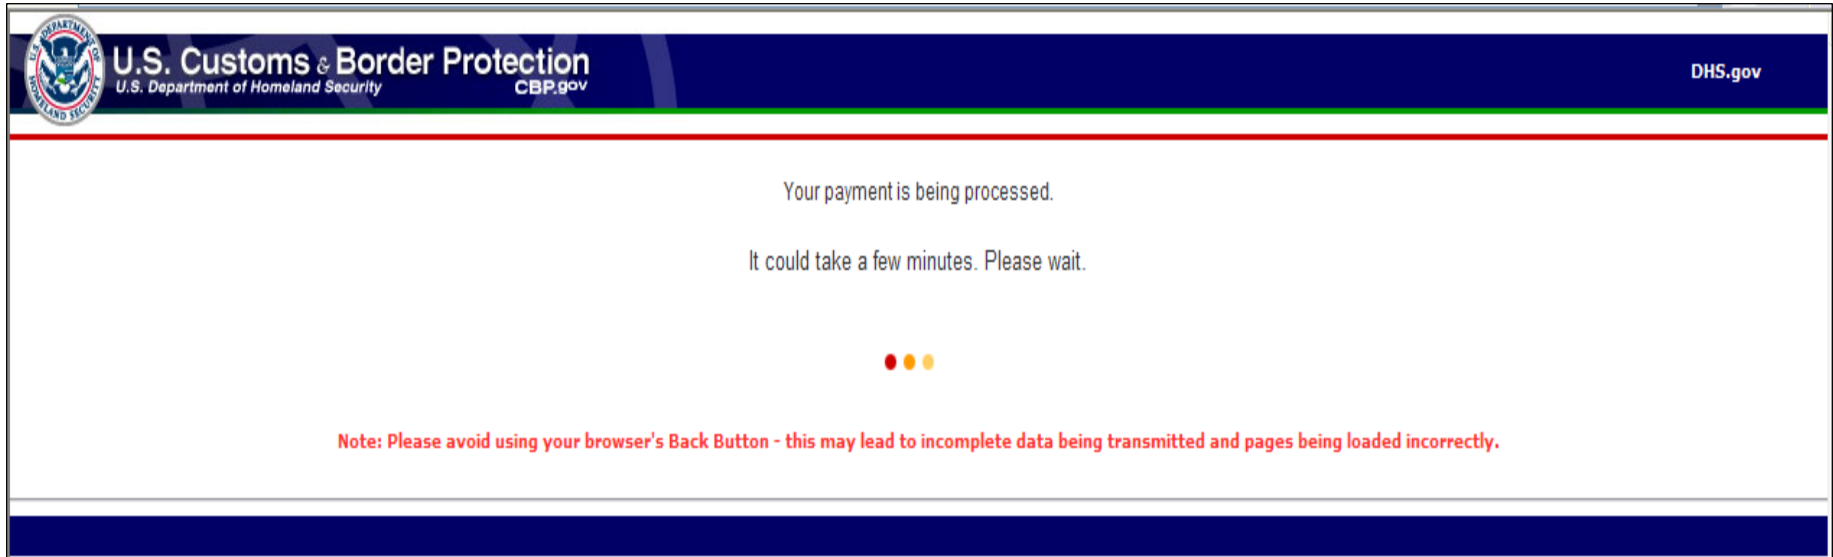 U.S. Customs & Border Protection
U.S. Department of Homeland Security
CBP.gov
DHS.gov
Your payment is being processed.
It could take a few minutes. Please wait.
Note: Please avoid using your browser's Back Button - this may lead to incomplete data being transmitted and pages being loaded incorrectly.